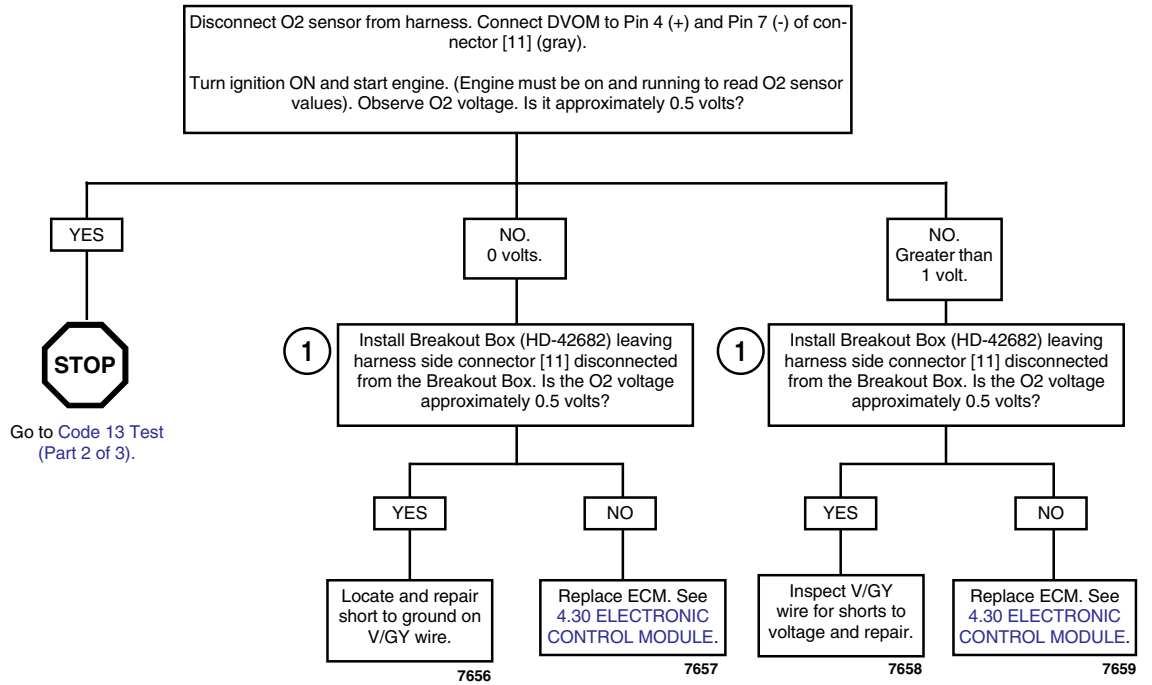 Disconnect O2 sensor from harness. Connect DVOM to Pin 4 (+) and Pin 7 (-) of con-
nector [11] (gray).
Turn ignition ON and start engine. (Engine must be on and running to read O2 sensor
values). Observe O2 voltage. Is it approximately 0.5 volts?
YES
STOP
Go to Code 13 Test
(Part 2 of 3).
NO.
0 volts.
1
Install Breakout Box (HD-42682) leaving
harness side connector [11] disconnected
from the Breakout Box. Is the O2 voltage
approximately 0.5 volts?
YES
Locate and repair
short to ground on
V/GY wire.
7656
NO
Replace ECM. See
4.30 ELECTRONIC
CONTROL MODULE.
7657
NO.
Greater than
1 volt.
1
Install Breakout Box (HD-42682) leaving
harness side connector [11] disconnected
from the Breakout Box. Is the O2 voltage
approximately 0.5 volts?
YES
Inspect V/GY
wire for shorts to
voltage and repair.
7658
NO
Replace ECM. See
4.30 ELECTRONIC
CONTROL MODULE.
7659